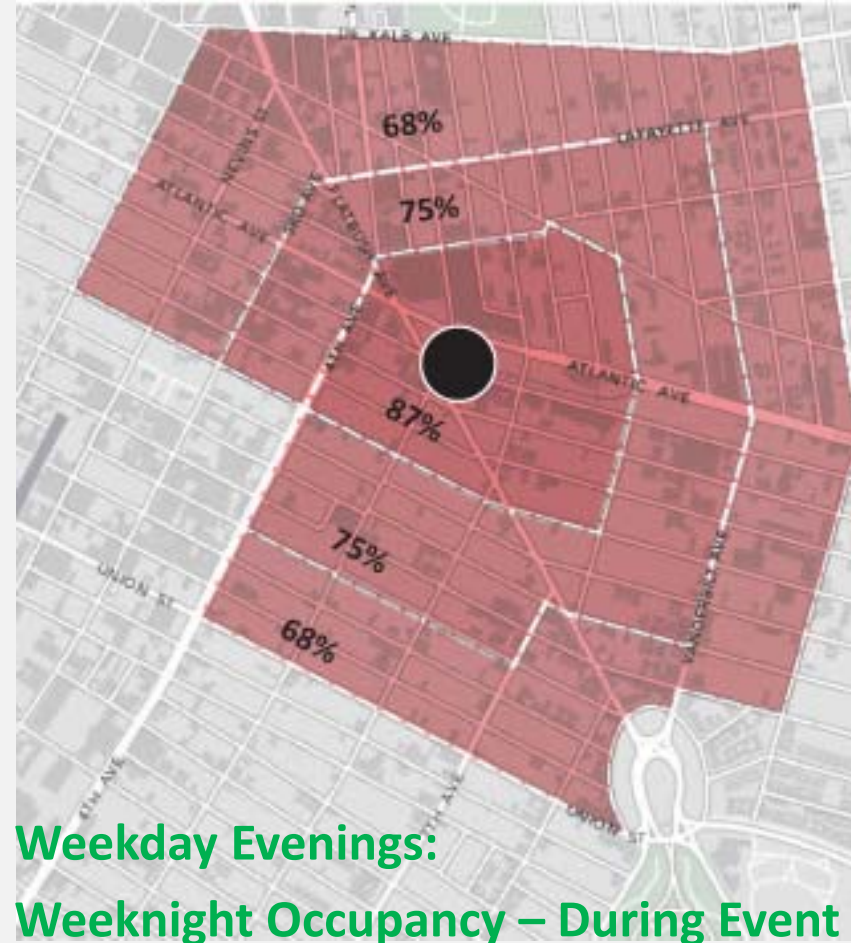 DE KALB AVE
68%
LAFAYETTE AVE
NEVINS ST
75%
ATLANTIC AVE
3RD AVE
FLATBUSH AVE
4TH AVE
ATLANTIC AVE
87%
75%
UNION ST
VANDERBILT AVE
68%
4TH AVE
AVE
UNION ST
Weekday Evenings:
Weeknight Occupancy – During Event